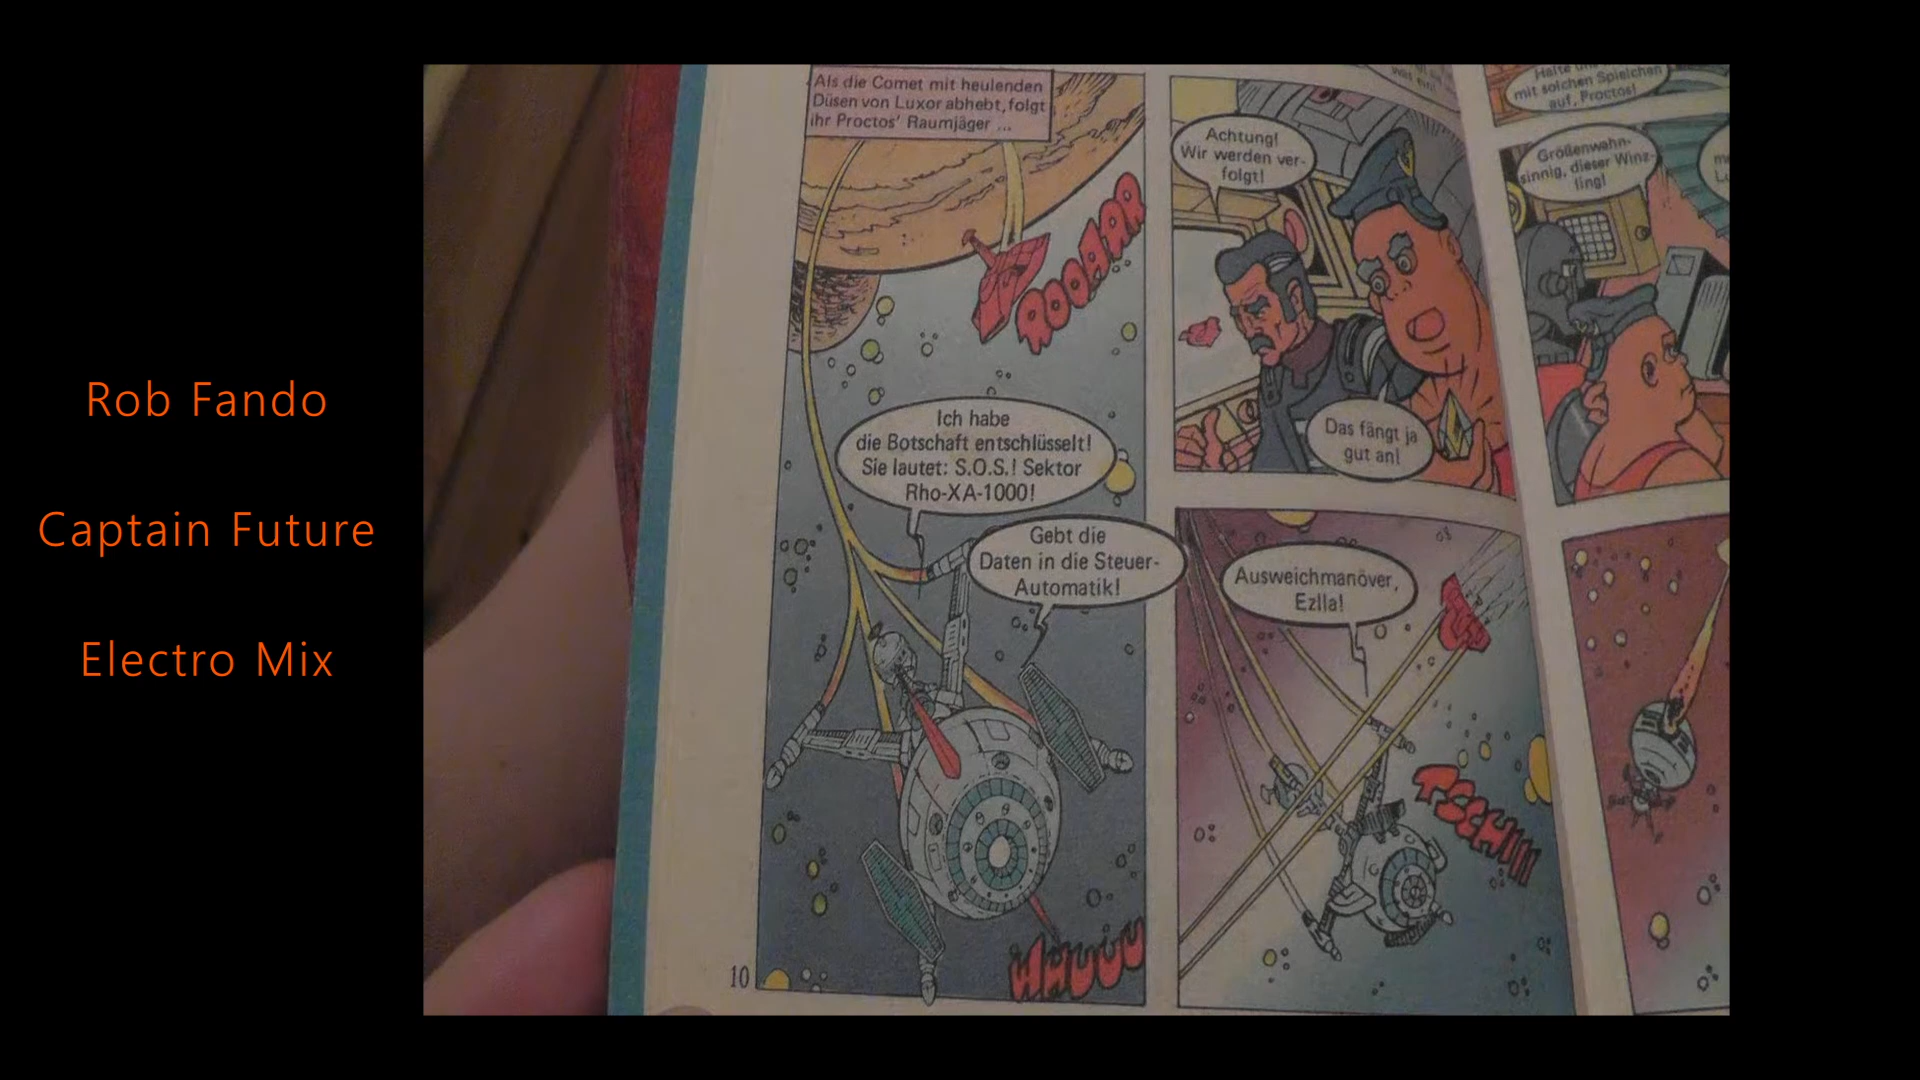 Rob Fando
Captain Future
Electro Mix
Als die Comet mit heulenden
Düsen von Luxor abhebt, folgt
ihr Proctos' Raumjäger ...
ROOARR
Ich habe
die Botschaft entschlüsselt!
Sie lautet: S.O.S.! Sektor
Rho-XA-1000!
Gebt die
Daten in die Steuer-
Automatik!
WHUUU
10
Achtung!
Wir werden ver-
folgt!
Das fängt ja
gut an!
Ausweichmanöver,
Ezlla!
TSCHIII
mit solchen Spielchen
auf, Proctos!
Größenwahn-
sinnig, dieser Winz-
ling!